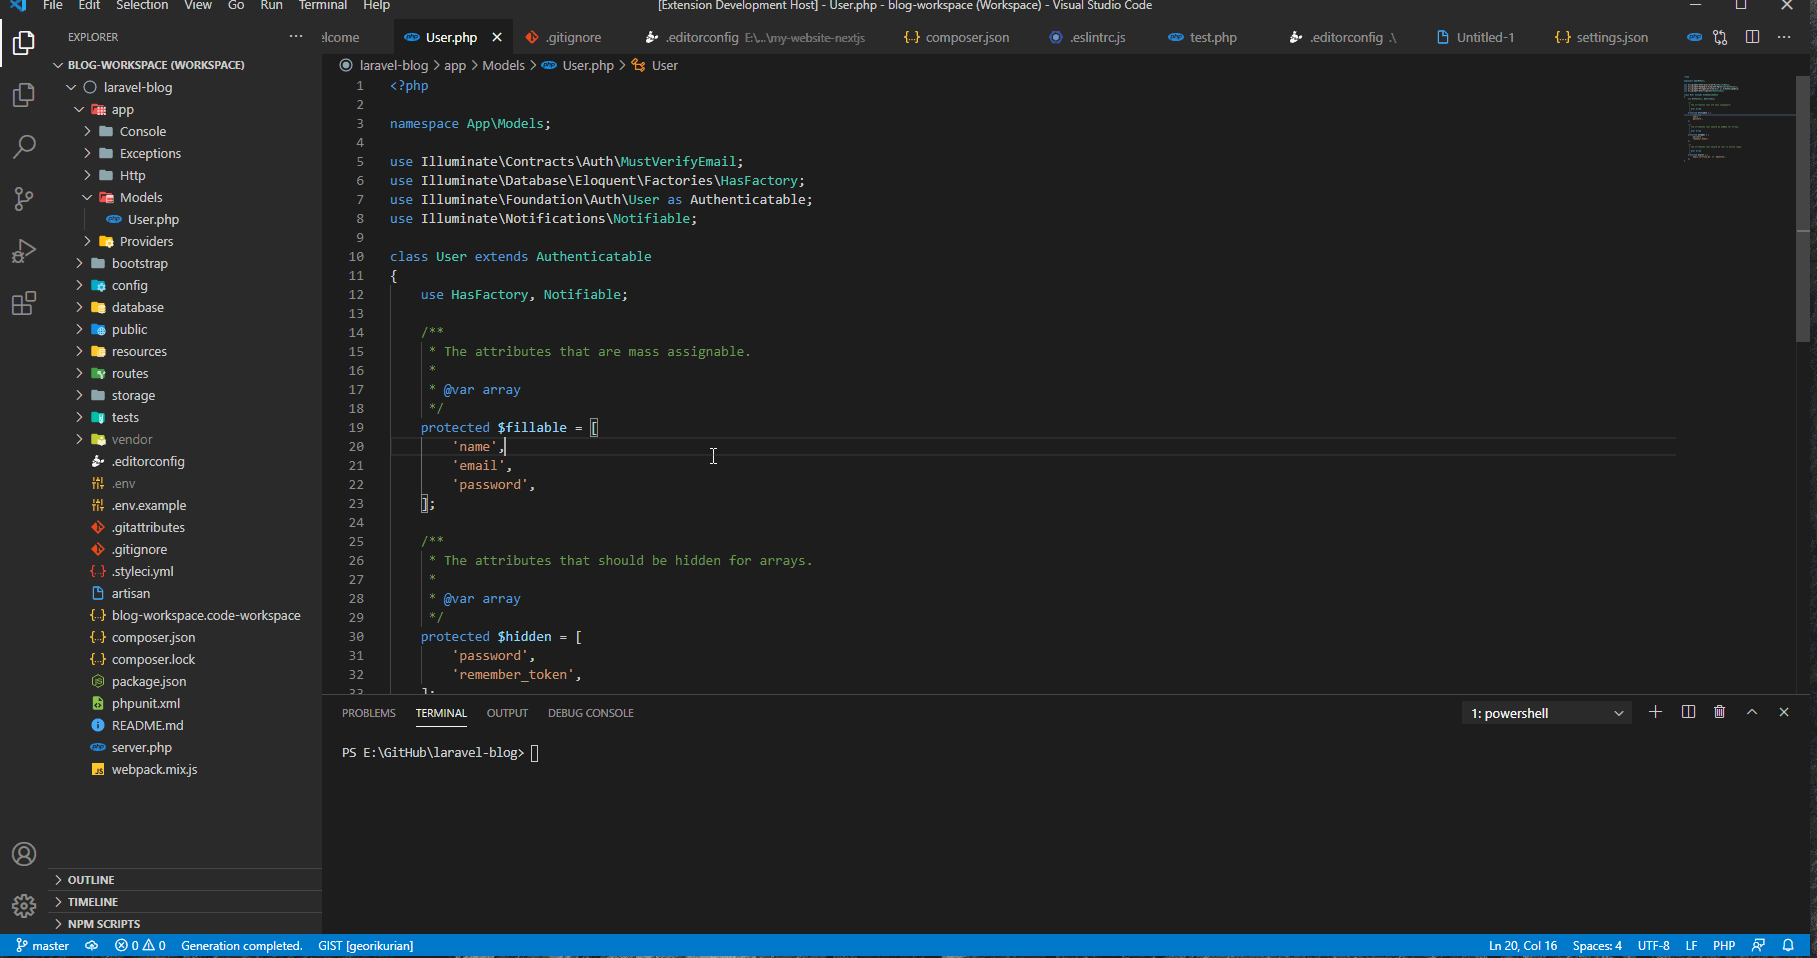 File Edit Selection View Go Run Terminal Help [Extension Development Host] - User.php - blog-workspace (Workspace) - Visual Studio Code
EXPLORER
elcome User.php .gitignore .editorconfig E:\...\my-website-nextjs composer.json .eslintrc.js test.php .editorconfig .\ Untitled-1 settings.json
BLOG-WORKSPACE (WORKSPACE)
laravel-blog
app
Console
Exceptions
Http
Models
User.php
Providers
bootstrap
config
database
public
resources
routes
storage
tests
vendor
.editorconfig
.env
.env.example
.gitattributes
.gitignore
.styleci.yml
artisan
blog-workspace.code-workspace
composer.json
composer.lock
package.json
phpunit.xml
README.md
server.php
webpack.mix.js
OUTLINE
TIMELINE
NPM SCRIPTS
laravel-blog > app > Models > User.php > User
1 <?php
2
3 namespace App\Models;
4
5 use Illuminate\Contracts\Auth\MustVerifyEmail;
6 use Illuminate\Database\Eloquent\Factories\HasFactory;
7 use Illuminate\Foundation\Auth\User as Authenticatable;
8 use Illuminate\Notifications\Notifiable;
9
10 class User extends Authenticatable
11 {
12 use HasFactory, Notifiable;
13
14 /**
15 * The attributes that are mass assignable.
16 *
17 * @var array
18 */
19 protected $fillable = [
20 'name',
21 'email',
22 'password',
23 ];
24
25 /**
26 * The attributes that should be hidden for arrays.
27 *
28 * @var array
29 */
30 protected $hidden = [
31 'password',
32 'remember_token',
33 ];
PROBLEMS TERMINAL OUTPUT DEBUG CONSOLE 1: powershell
PS E:\GitHub\laravel-blog>
master 0 0 Generation completed. GIST [georikurian] Ln 20, Col 16 Spaces: 4 UTF-8 LF PHP